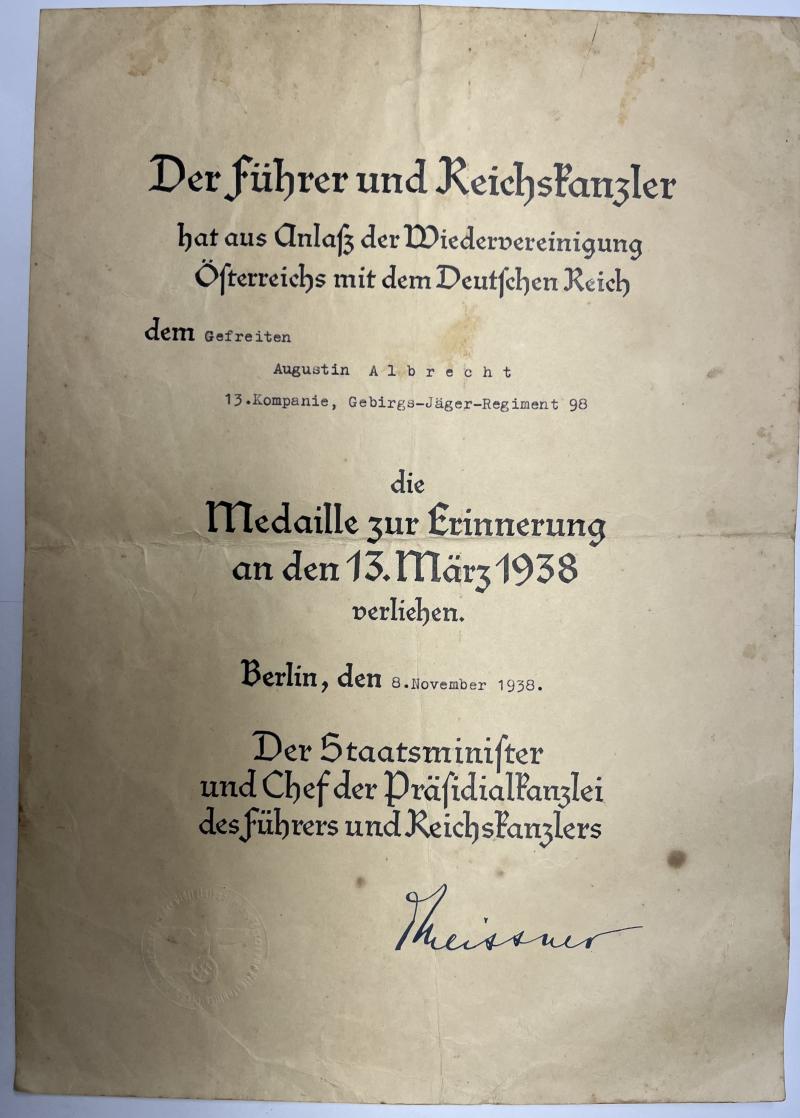 Der Führer und Reichskanzler
hat aus Anlaß der Wiedervereinigung
Österreichs mit dem Deutschen Reich
dem Gefreiten
Augustin A l b r e c h t
13.Kompanie, Gebirgs-Jäger-Regiment 98
die
Medaille zur Erinnerung
an den 13. März 1938
verliehen.
Berlin, den 8.November 1938.
Der Staatsminister
und Chef der Präsidialkanzlei
des Führers und Reichskanzlers
Meissner